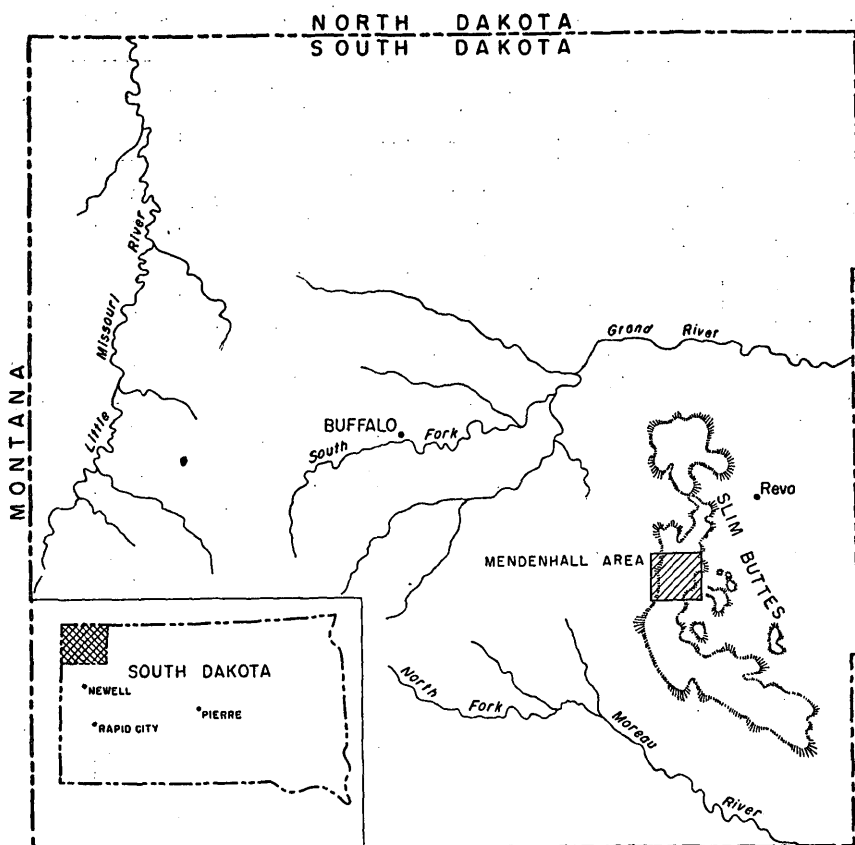 NORTH DAKOTA
SOUTH DAKOTA
MONTANA
Little Missouri River
Grand River
BUFFALO
South Fork
Reva
SLIM BUTTES
MENDENHALL AREA
SOUTH DAKOTA
NEWELL
RAPID CITY
PIERRE
North Fork Moreau River